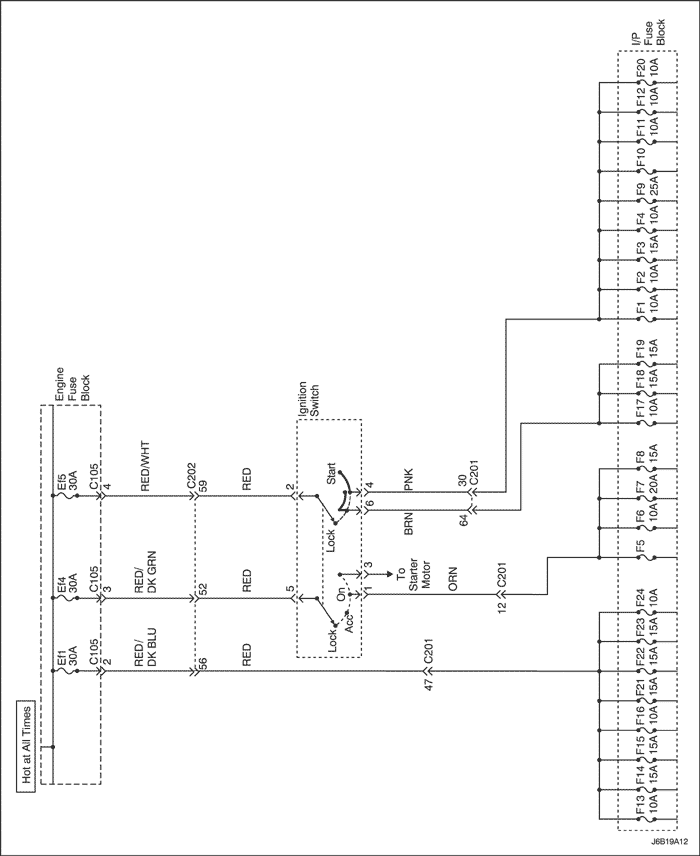 Hot at All Times
Engine
Fuse
Block
Ef1
30A
Ef4
30A
Ef5
30A
2
C105
3
C105
4
C105
RED/
DK BLU
RED/
DK GRN
RED/WHT
56
52
59
C202
RED
RED
RED
5
2
Ignition
Switch
Lock
Acc
On
Lock
Start
1
3
6
4
To
Starter
Motor
ORN
BRN
PNK
47
C201
12
C201
64
30
C201
I/P
Fuse
Block
F13
10A
F14
15A
F15
15A
F16
10A
F21
15A
F22
15A
F23
15A
F24
10A
F5
F6
10A
F7
20A
F8
15A
F17
10A
F18
15A
F19
15A
F1
10A
F2
10A
F3
15A
F4
10A
F9
25A
F10
F11
10A
F12
10A
F20
10A
J6B19A12